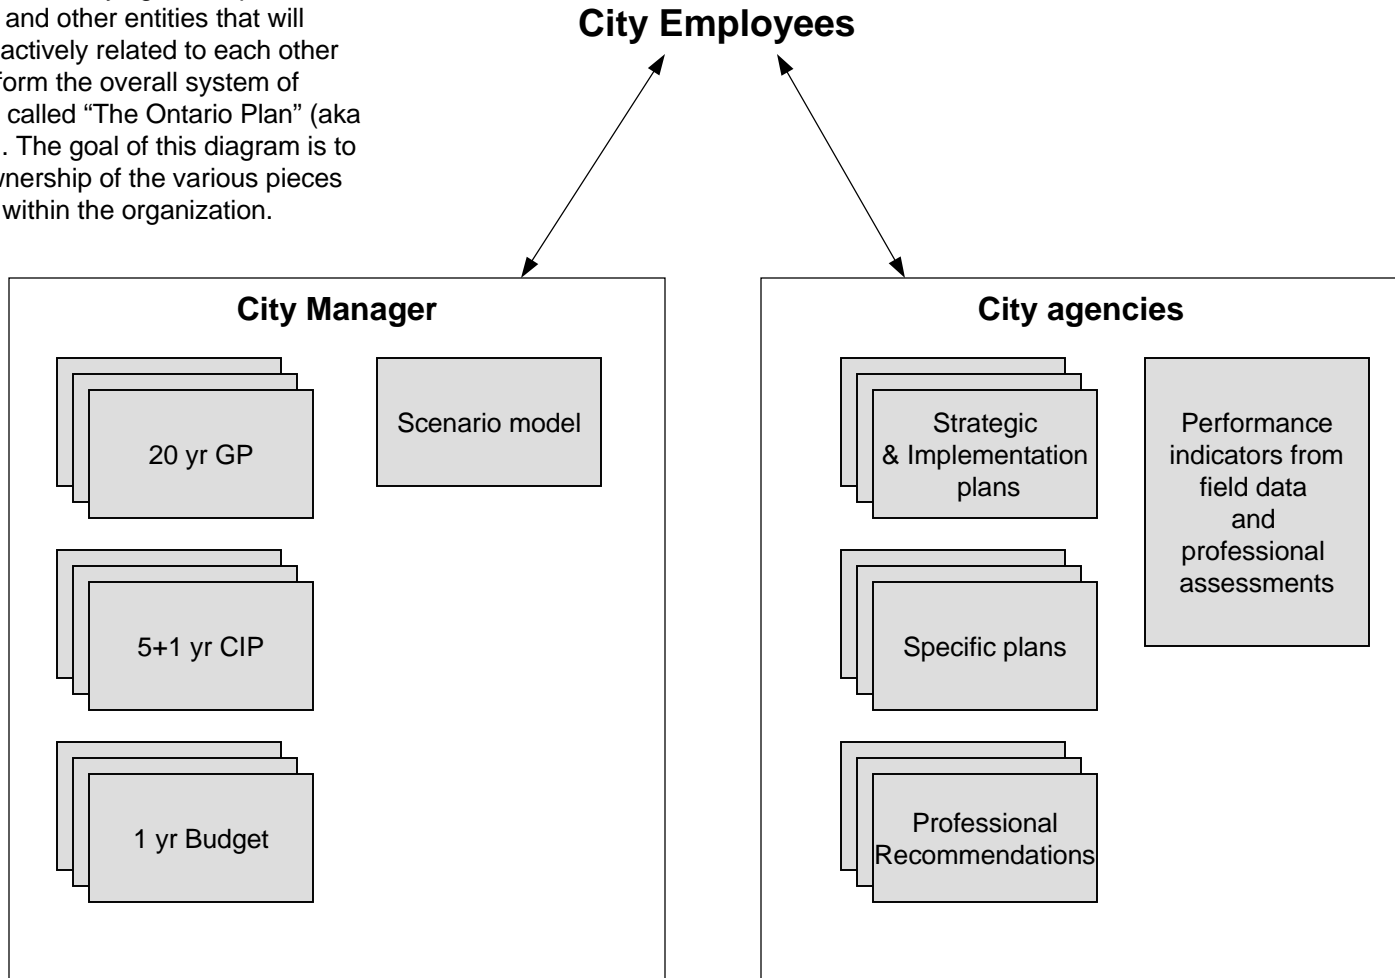 and other entities that will
actively related to each other
form the overall system of
called “The Ontario Plan” (aka
. The goal of this diagram is to
wnership of the various pieces
within the organization.
City Employees
City Manager
20 yr GP
Scenario model
5+1 yr CIP
1 yr Budget
City agencies
Strategic
& Implementation
plans
Performance
indicators from
field data
and
professional
assessments
Specific plans
Professional
Recommendations